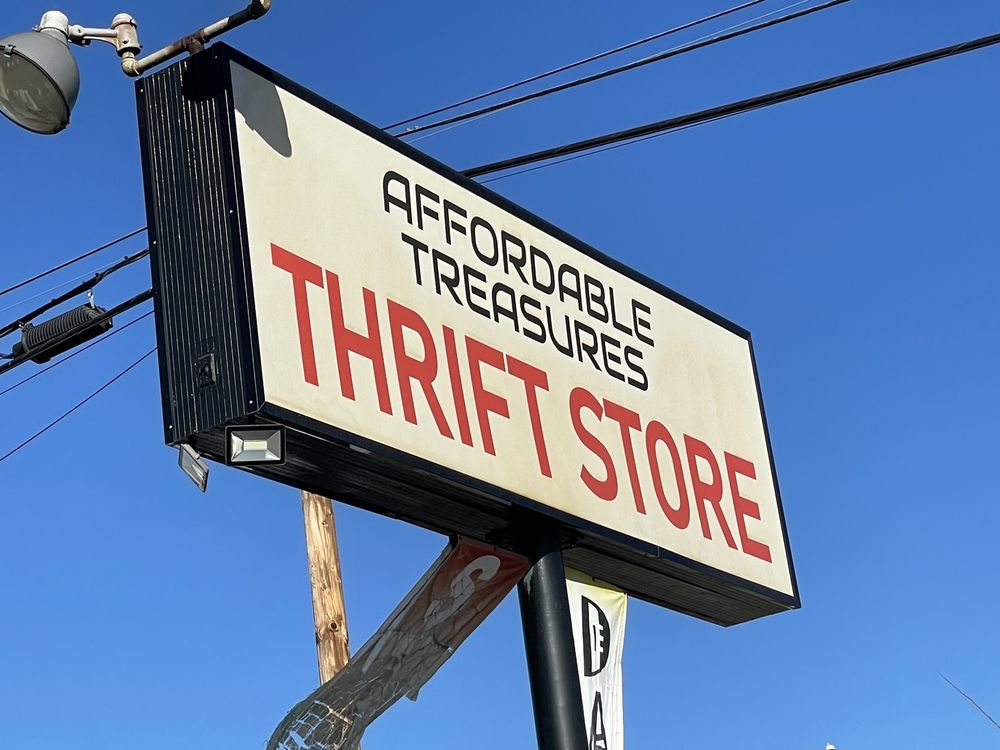 AFFORDABLE
TREASURES
THRIFT STORE
D
A